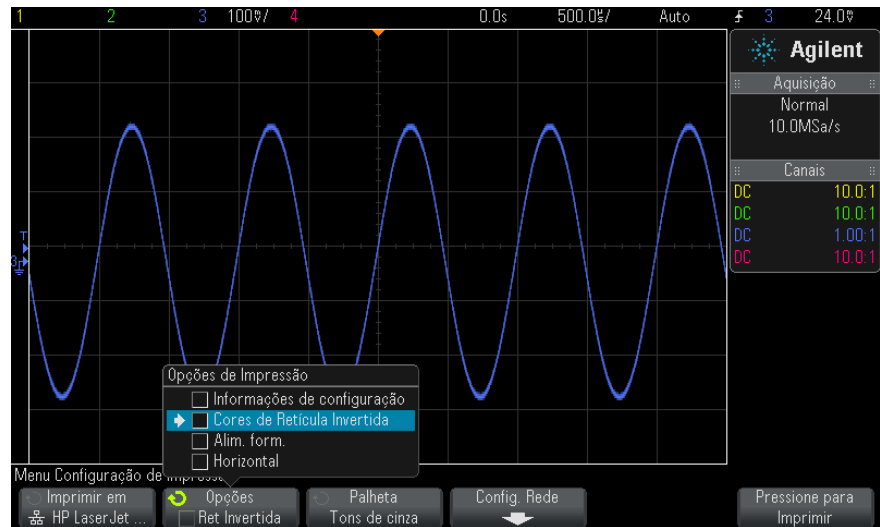 1 2 3 100⩔/ 4 0.0s 500.0㎲/ Auto 3 24.0⩔
Agilent
Aquisição
Normal
10.0MSa/s
Canais
DC 10.0:1
DC 10.0:1
DC 1.00:1
DC 10.0:1
T
3
Opções de Impressão
Informações de configuração
Cores de Retícula Invertida
Alim. form.
Horizontal
Menu Configuração de
Imprimir em
HP LaserJet ...
Opções
Ret Invertida
Palheta
Tons de cinza
Config. Rede
Pressione para
Imprimir